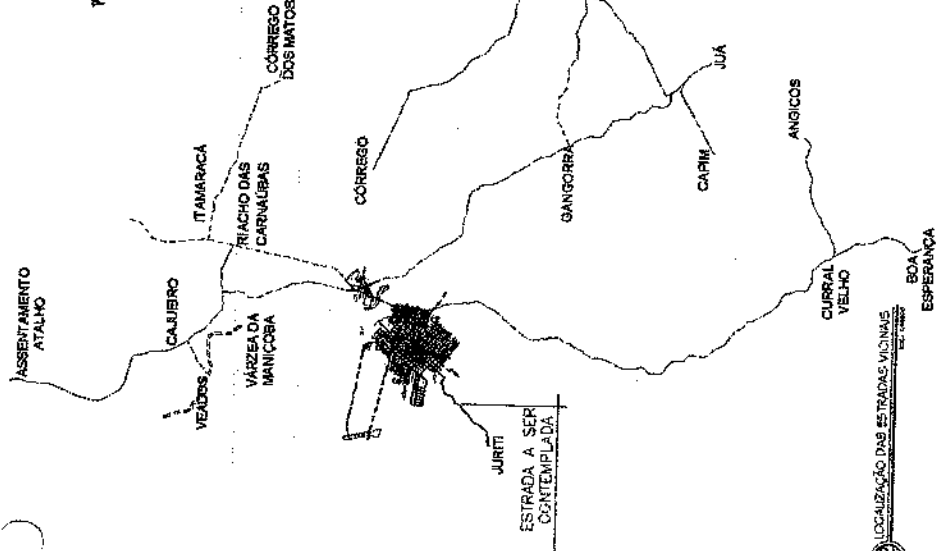 CÓRREGO
DOS MATOS
ITAMARACÁ
RIACHO DAS
CARNAÚBAS
CÓRREGO
ASSENTAMENTO
ATALHO
CAJUEIRO
VEADOS
VÁRZEA DA
MANIÇOBA
JUÁ
GANGORRA
CAPIM
ANGICOS
CURRAL
VELHO
BOA
ESPERANÇA
JURITI
ESTRADA A SER
CONTEMPLADA
LOCALIZAÇÃO DAS ESTRADAS VICINAIS